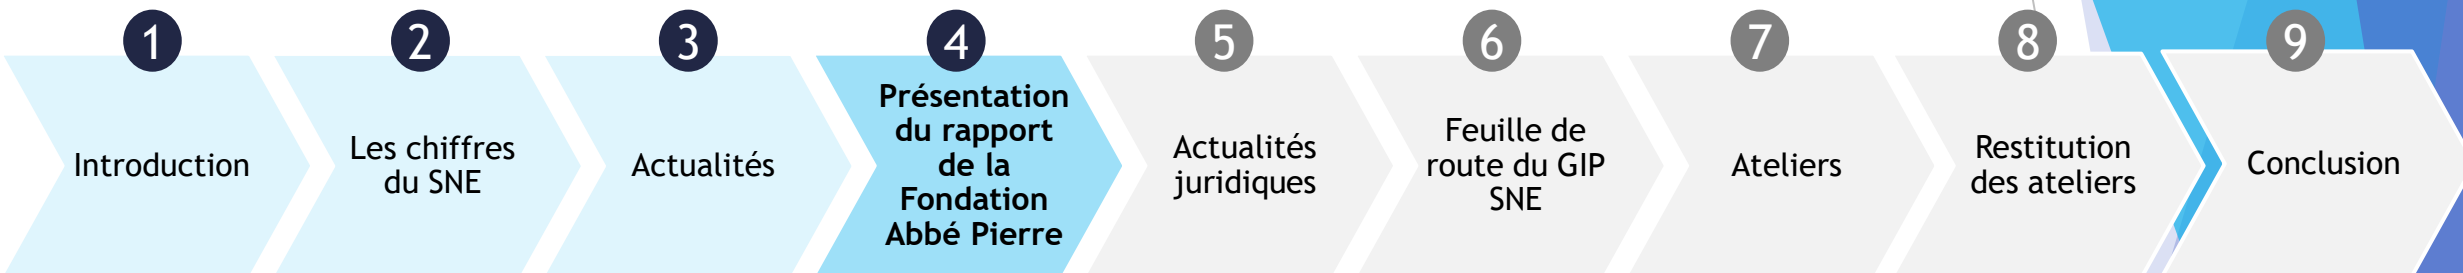 1
Introduction
2
Les chiffres
du SNE
3
Actualités
4
Présentation
du rapport
de la
Fondation
Abbé Pierre
5
Actualités
juridiques
6
Feuille de
route du GIP
SNE
7
Ateliers
8
Restitution
des ateliers
9
Conclusion